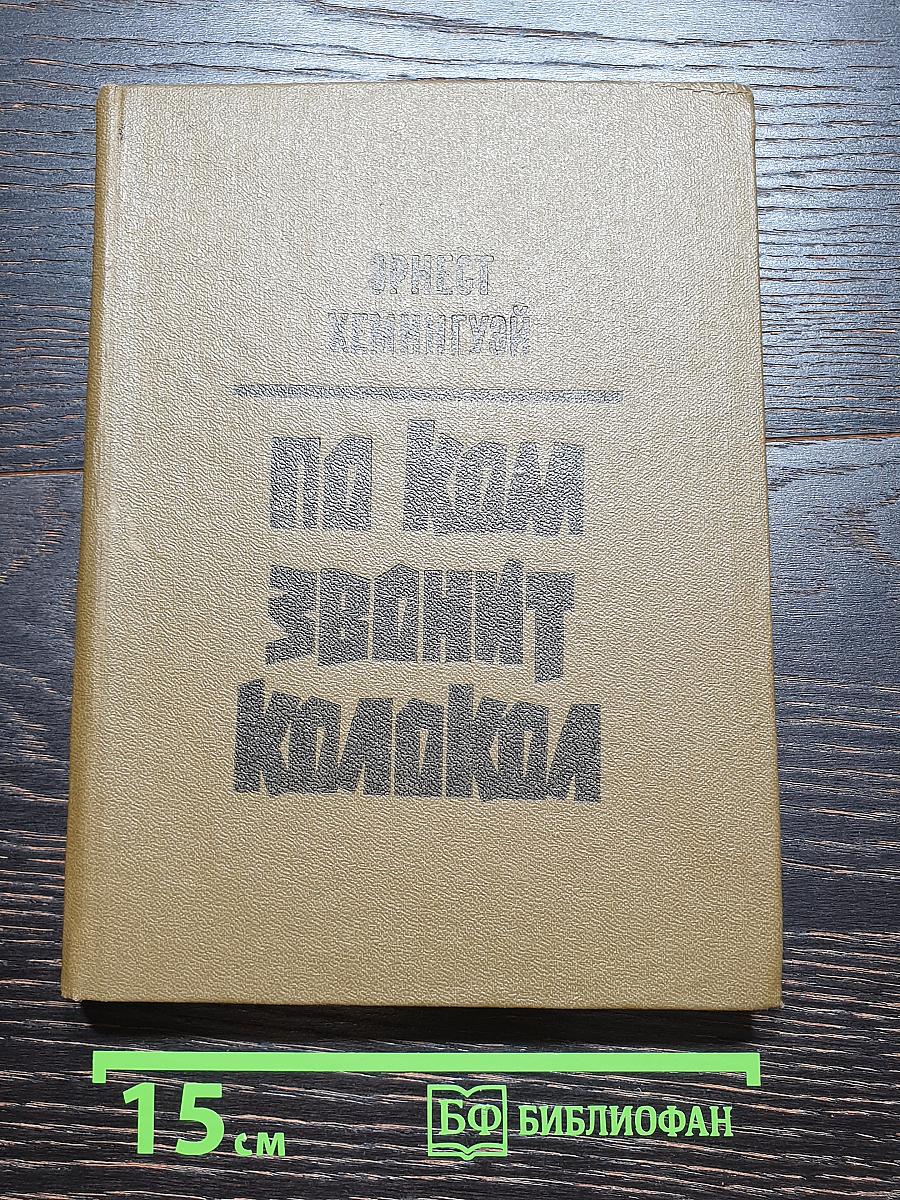 ЭРНЕСТ
ХЕМИНГУЭЙ
ПО КОМ
ЗВОНИТ
КОЛОКОЛ
15 см
БФ БИБЛИОФАН